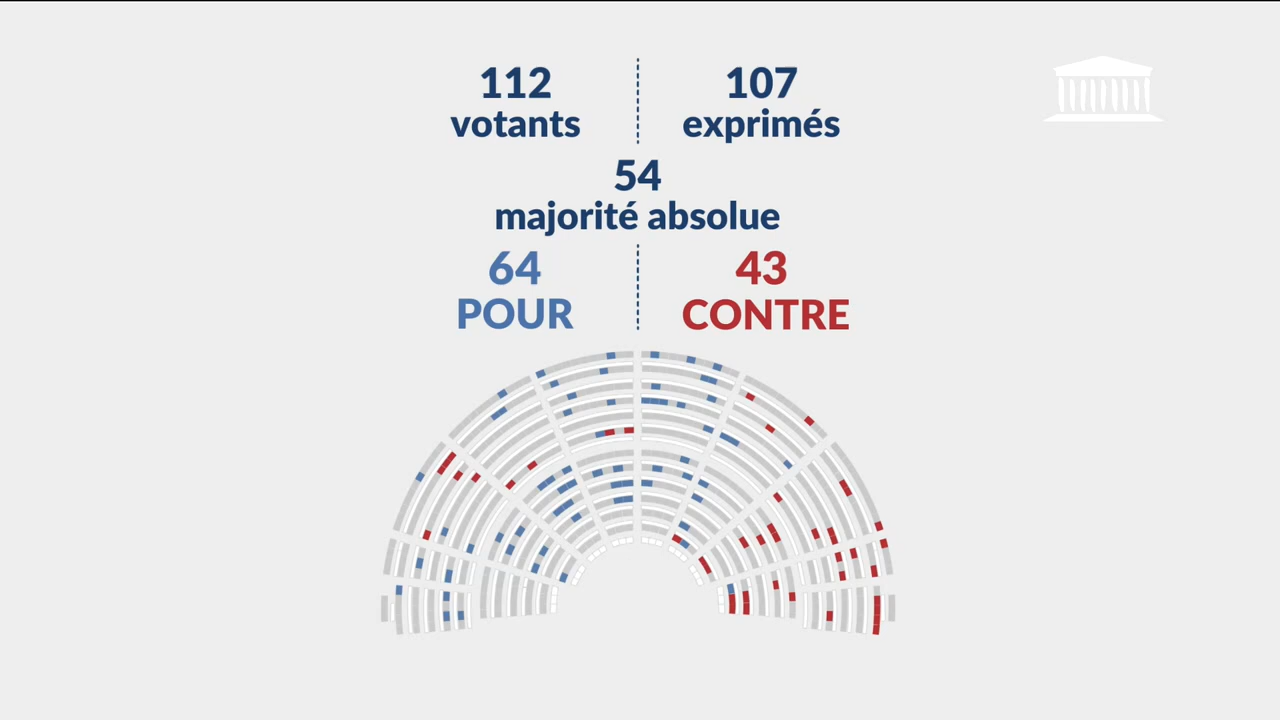 112
votants
107
exprimés
54
majorité absolue
64
POUR
43
CONTRE